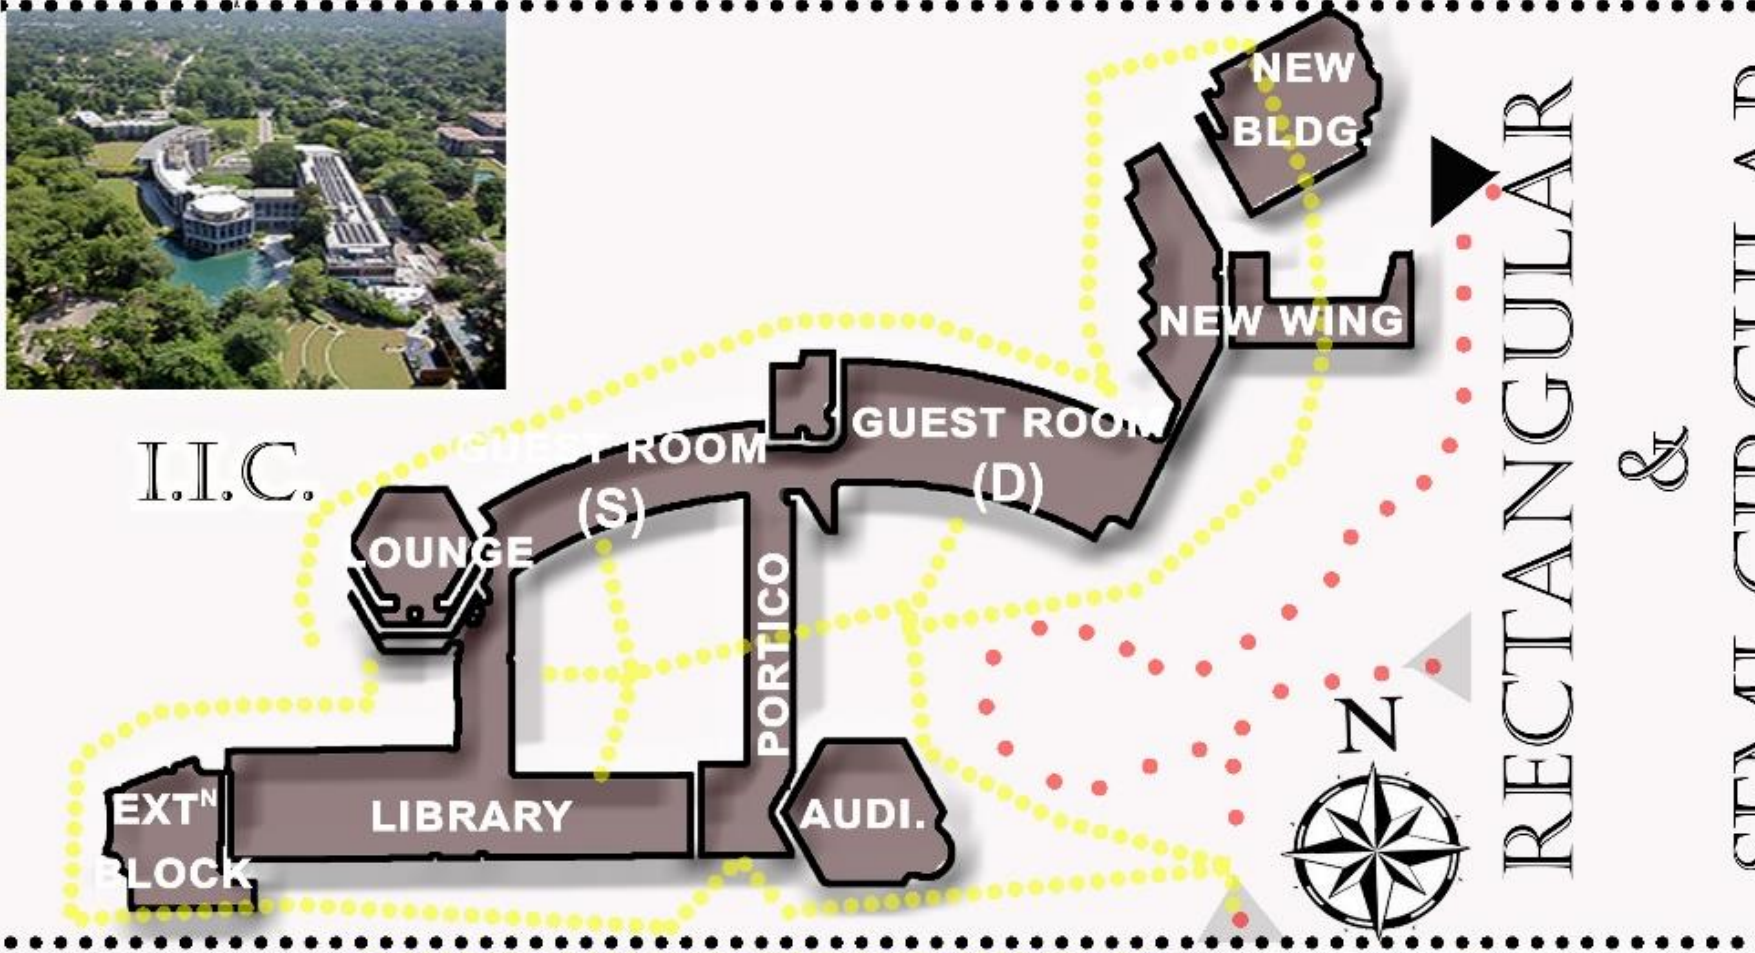 NEW
BLDG.
NEW WING
GUEST ROOM
(D)
GUEST ROOM
(S)
I.I.C.
LOUNGE
PORTICO
EXTᴺ
BLOCK
LIBRARY
AUDI.
N
RECTANGULAR
&